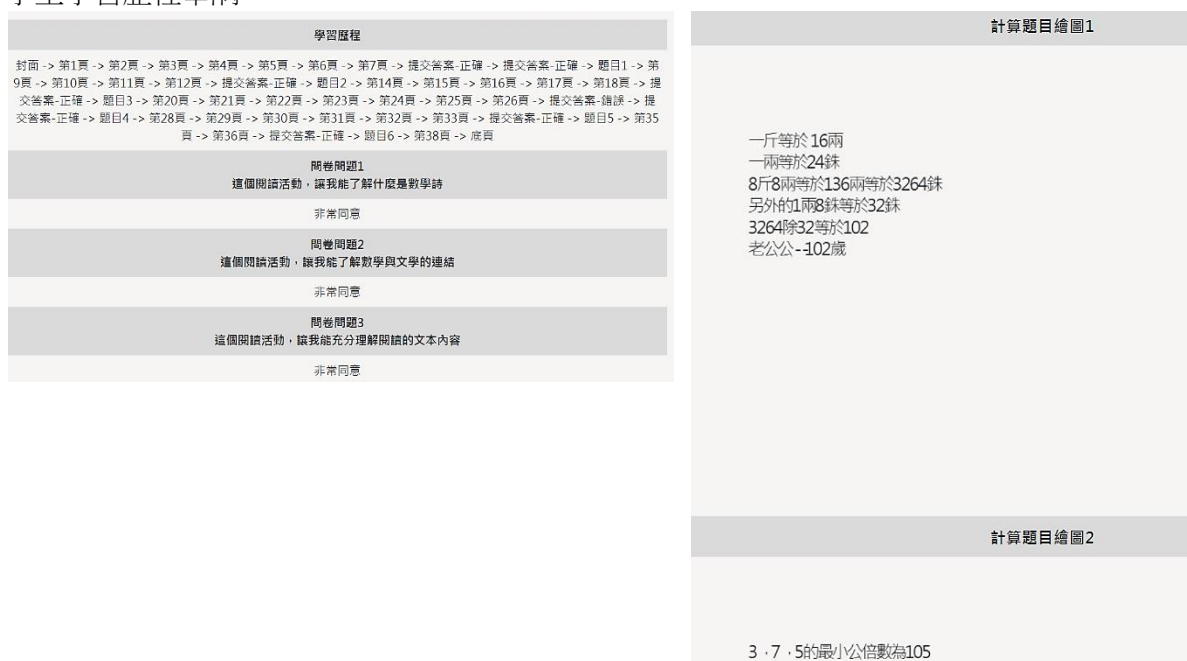 學習歷程
封面 -> 第1頁 -> 第2頁 -> 第3頁 -> 第4頁 -> 第5頁 -> 第6頁 -> 第7頁 -> 提交答案-正確 -> 提交答案-正確 -> 題目1 -> 第
9頁 -> 第10頁 -> 第11頁 -> 第12頁 -> 提交答案-正確 -> 題目2 -> 第14頁 -> 第15頁 -> 第16頁 -> 第17頁 -> 第18頁 -> 提
交答案-正確 -> 題目3 -> 第20頁 -> 第21頁 -> 第22頁 -> 第23頁 -> 第24頁 -> 第25頁 -> 第26頁 -> 提交答案-錯誤 -> 提
交答案-正確 -> 題目4 -> 第28頁 -> 第29頁 -> 第30頁 -> 第31頁 -> 第32頁 -> 第33頁 -> 提交答案-正確 -> 題目5 -> 第35
頁 -> 第36頁 -> 提交答案-正確 -> 題目6 -> 第38頁 -> 底頁
問卷問題1
這個閱讀活動，讓我能了解什麼是數學詩
非常同意
問卷問題2
這個閱讀活動，讓我能了解數學與文學的連結
非常同意
問卷問題3
這個閱讀活動，讓我能充分理解閱讀的文本內容
非常同意
計算題目繪圖1
一斤等於16兩
一兩等於24銖
8斤8兩等於136兩等於3264銖
另外的1兩8銖等於32銖
3264除32等於102
老公公--102歲
計算題目繪圖2
3，7，5的最小公倍數為105